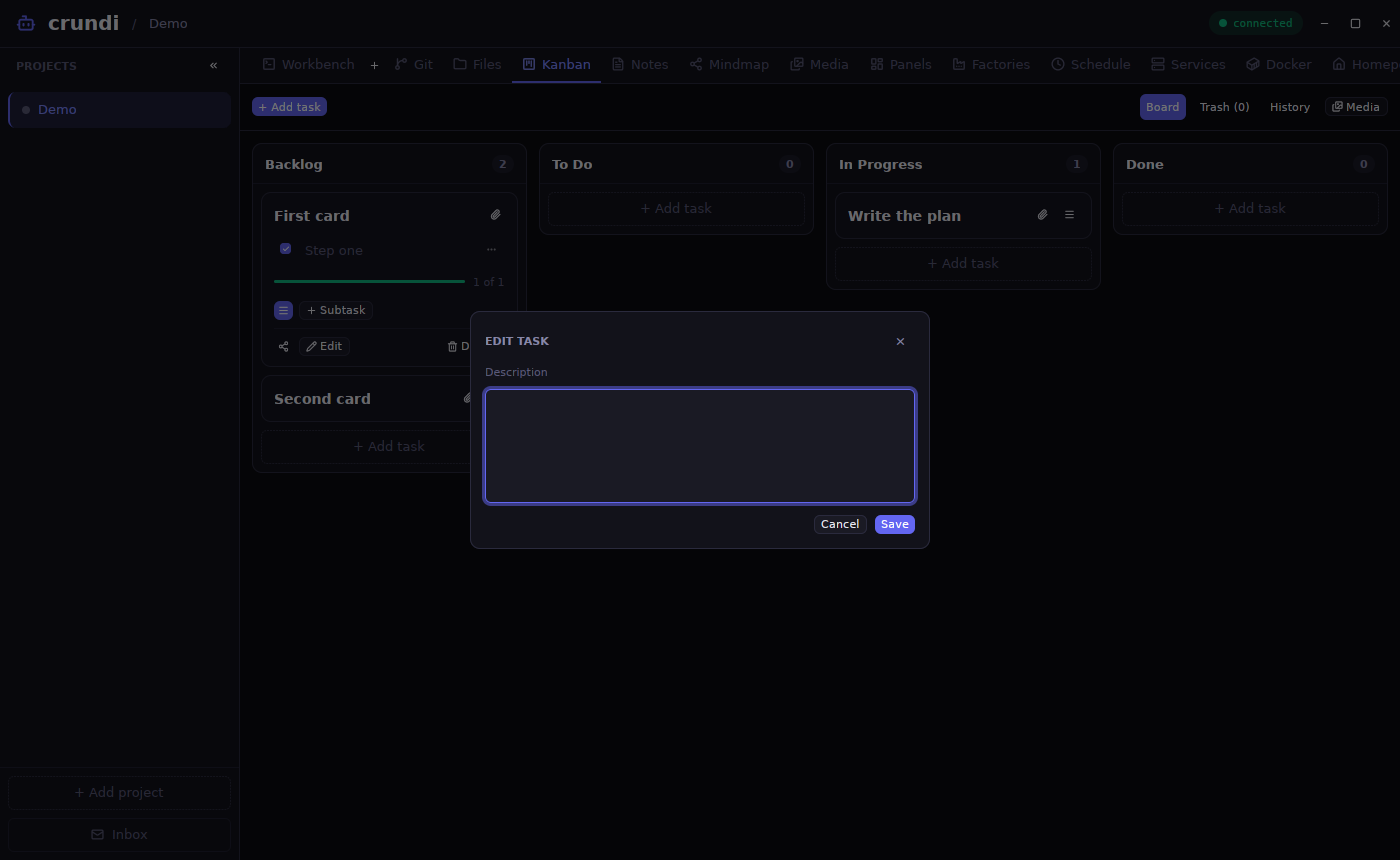 crundi / Demo
connected
PROJECTS
Demo
Workbench + Git Files Kanban Notes Mindmap Media Panels Factories Schedule Services Docker
+ Add task
Board Trash (0) History Media
Backlog 2
To Do 0
In Progress 1
Done 0
First card
Step one
1 of 1
+ Subtask
Edit
Second card
+ Add task
+ Add task
Write the plan
+ Add task
+ Add task
EDIT TASK
Description
Cancel Save
+ Add project
Inbox